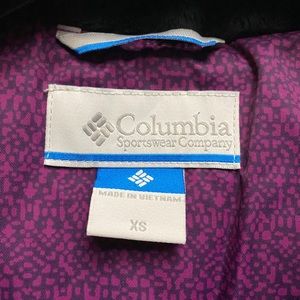 Columbia
Sportswear Company
MADE IN VIETNAM
XS